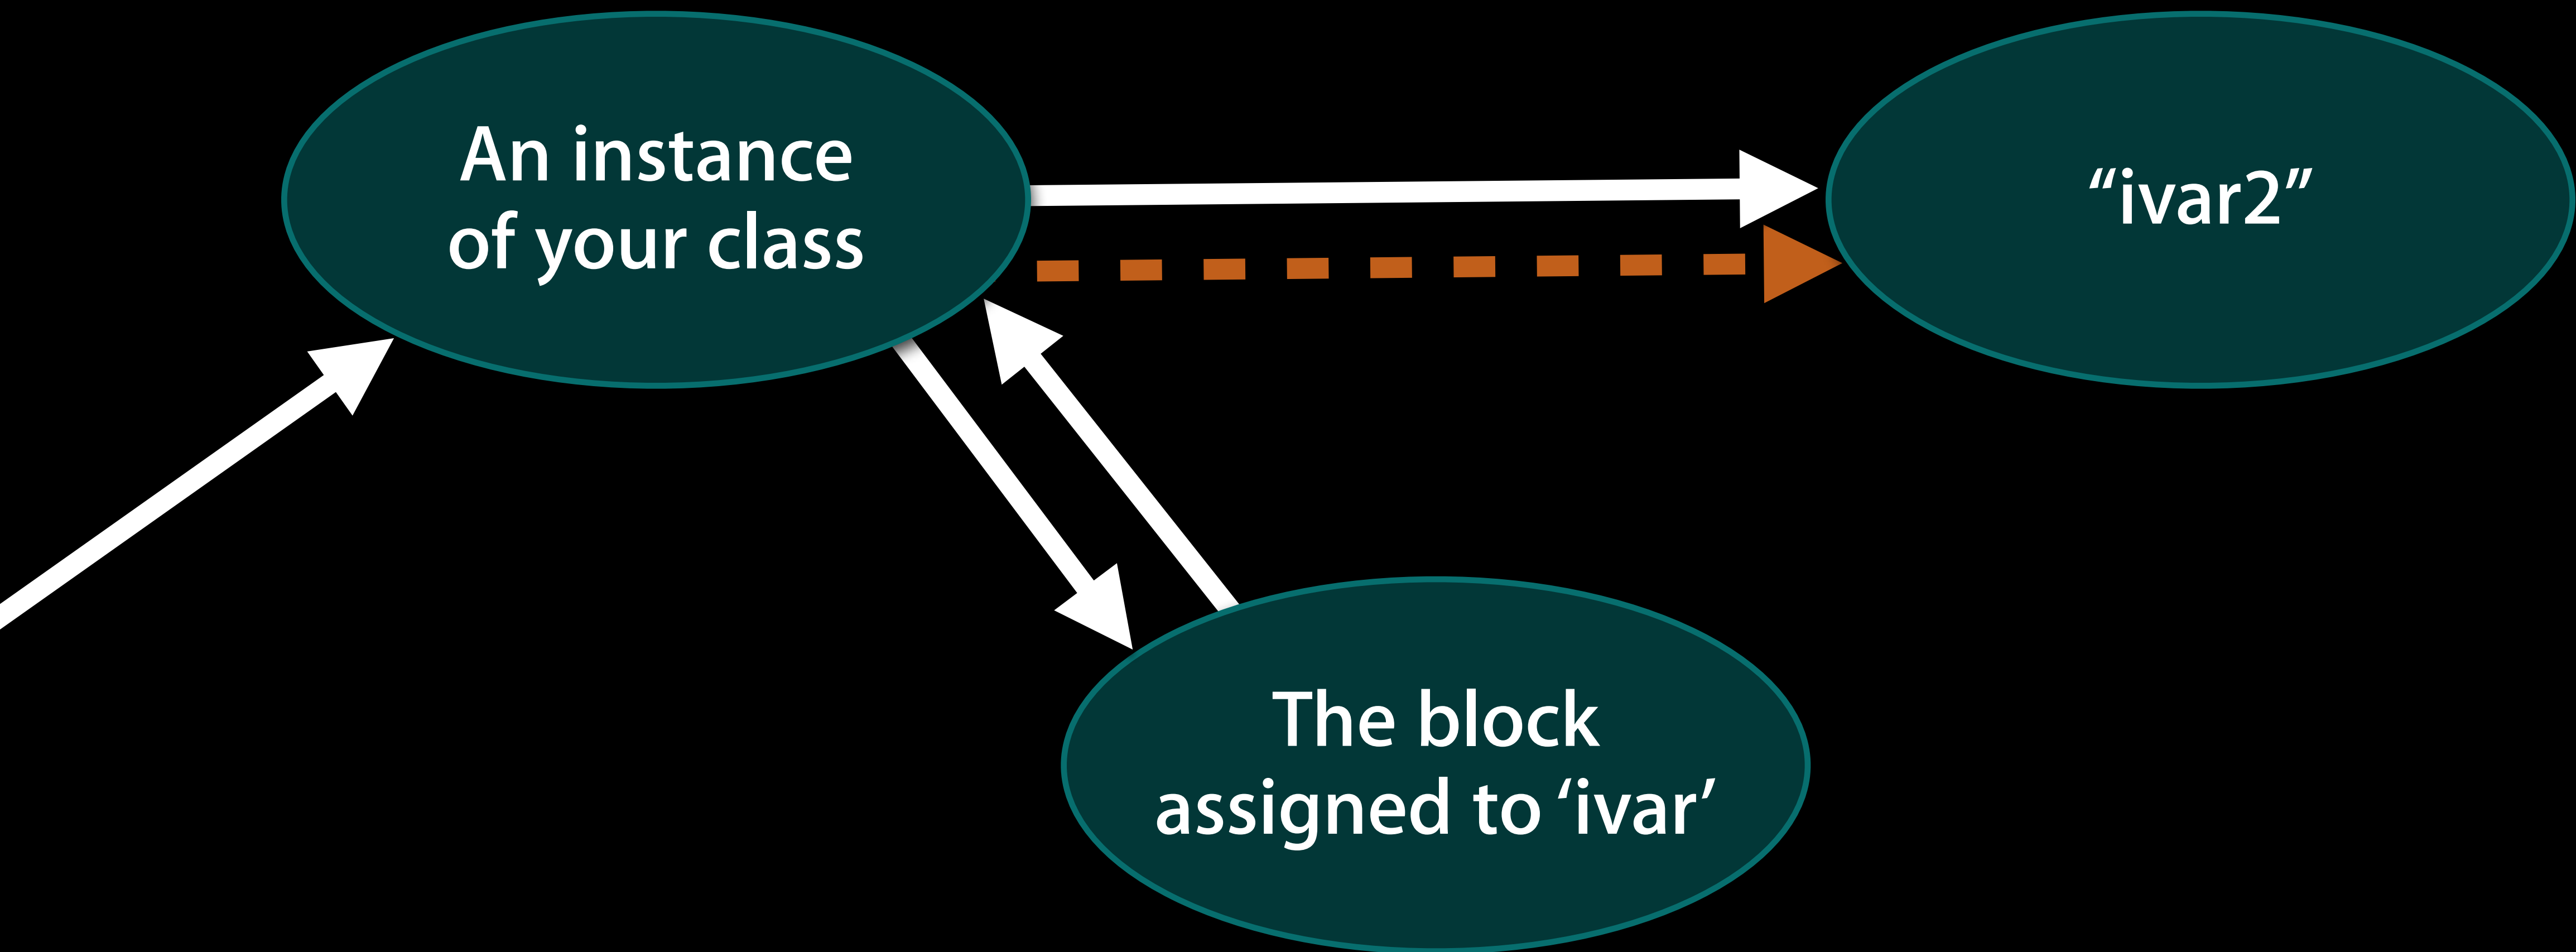 An instance
of your class
“ivar2”
The block
assigned to ‘ivar’